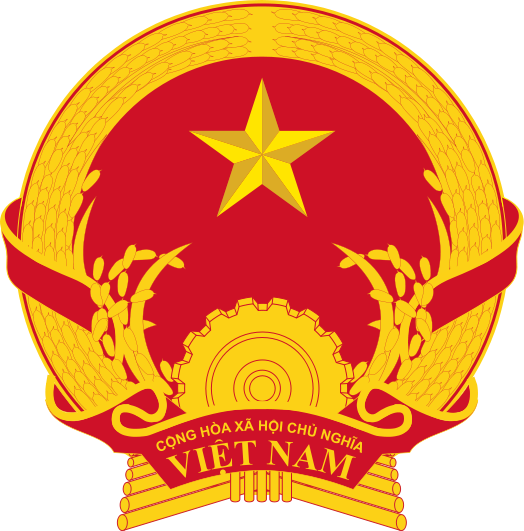 CỘNG HÒA XÃ HỘI CHỦ NGHĨA
VIỆT NAM